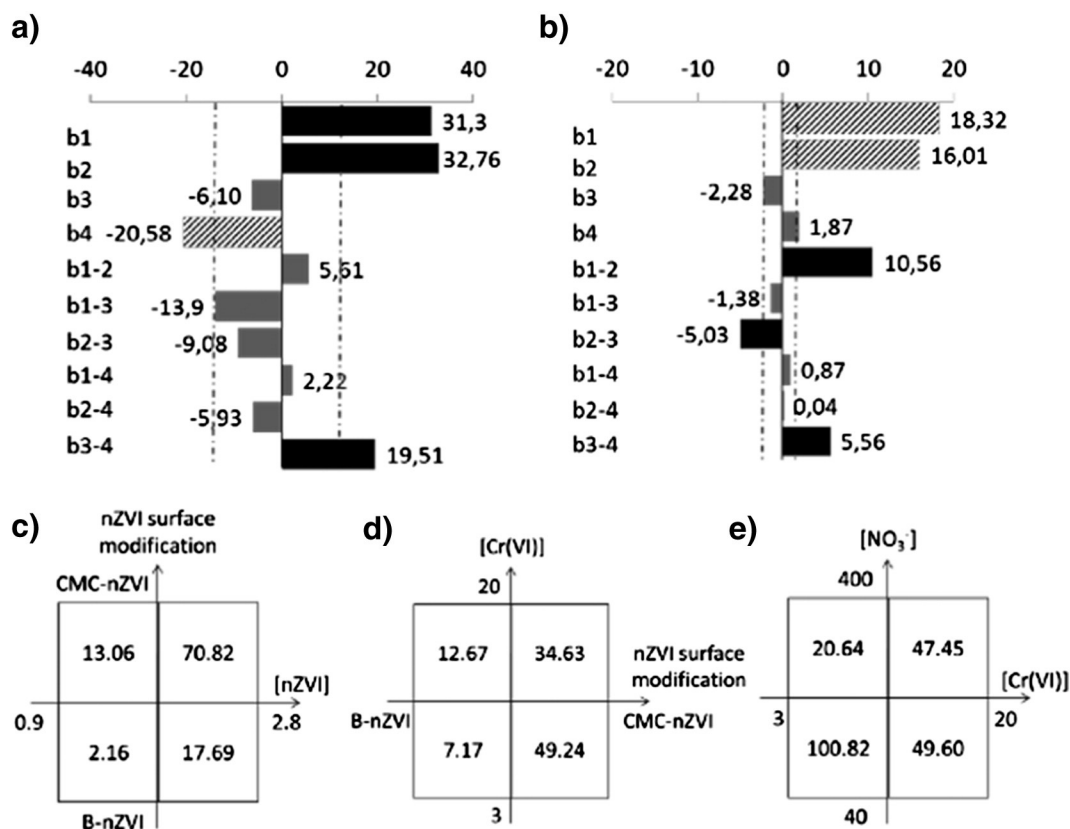 a)
-40 -20 0 20 40
b1 31,3
b2 32,76
b3 -6,10
b4 -20,58
b1-2 5,61
b1-3 -13,9
b2-3 -9,08
b1-4 2,22
b2-4 -5,93
b3-4 19,51
b)
-20 -10 0 10 20
b1 18,32
b2 16,01
b3 -2,28
b4 1,87
b1-2 10,56
b1-3 -1,38
b2-3 -5,03
b1-4 0,87
b2-4 0,04
b3-4 5,56
c)
nZVI surface
modification
CMC-nZVI
13.06 70.82
[nZVI]
0.9 2.8
2.16 17.69
B-nZVI
d)
[Cr(VI)]
20
12.67 34.63
nZVI surface
modification
B-nZVI CMC-nZVI
7.17 49.24
3
e)
[NO₃⁻]
400
20.64 47.45
[Cr(VI)]
3 20
100.82 49.60
40